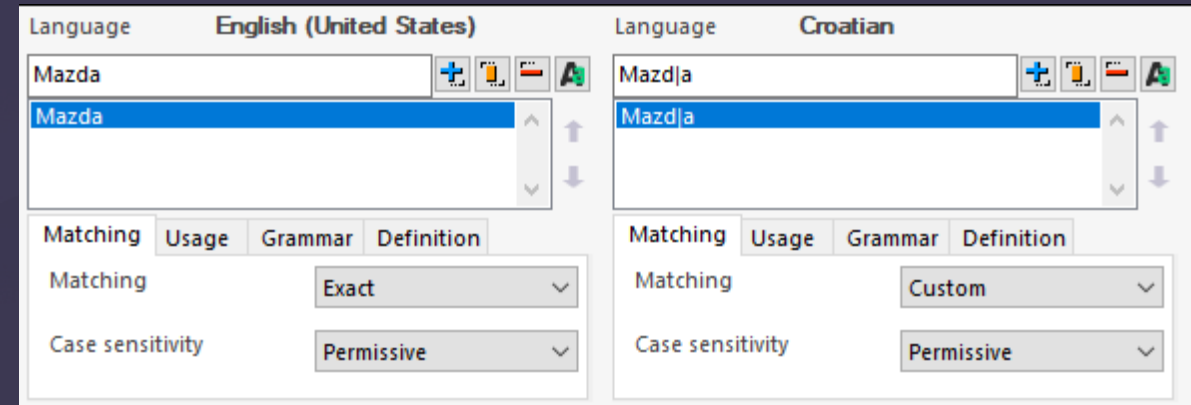 Language English (United States)
Mazda
Mazda
Matching Usage Grammar Definition
Matching Exact
Case sensitivity Permissive
Language Croatian
Mazd|a
Mazd|a
Matching Usage Grammar Definition
Matching Custom
Case sensitivity Permissive